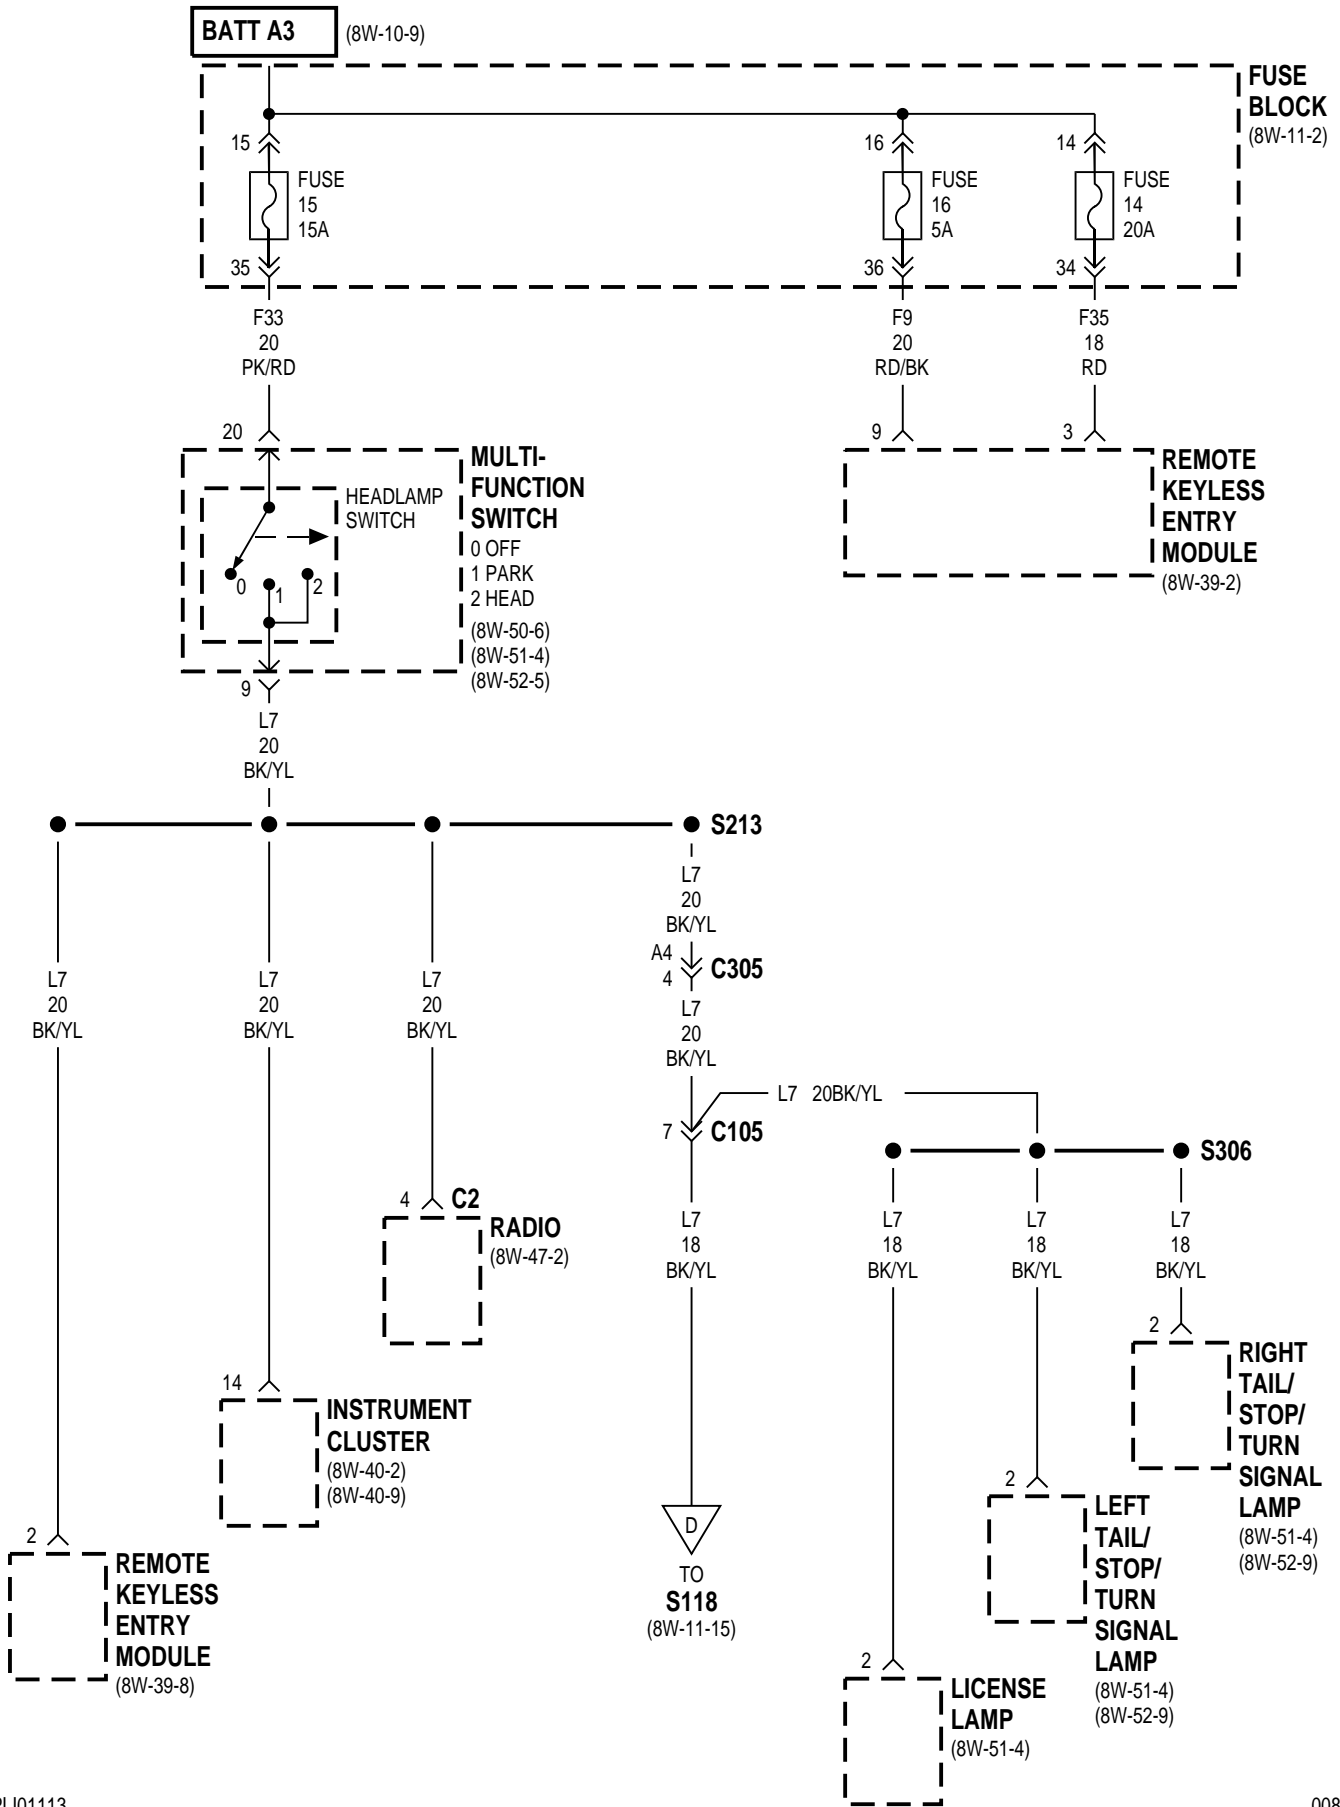 BATT A3
(8W-10-9)
FUSE
BLOCK
(8W-11-2)
15
FUSE
15
15A
35
16
FUSE
16
5A
36
14
FUSE
14
20A
34
F33
20
PK/RD
F9
20
RD/BK
F35
18
RD
20
HEADLAMP
SWITCH
0
1
2
MULTI-
FUNCTION
SWITCH
0 OFF
1 PARK
2 HEAD
(8W-50-6)
(8W-51-4)
(8W-52-5)
9
9
3
REMOTE
KEYLESS
ENTRY
MODULE
(8W-39-2)
L7
20
BK/YL
S213
L7
20
BK/YL
L7
20
BK/YL
L7
20
BK/YL
L7
20
BK/YL
A4
4
C305
L7
20
BK/YL
L7 20BK/YL
7
C105
S306
4
C2
RADIO
(8W-47-2)
L7
18
BK/YL
L7
18
BK/YL
L7
18
BK/YL
L7
18
BK/YL
14
INSTRUMENT
CLUSTER
(8W-40-2)
(8W-40-9)
2
REMOTE
KEYLESS
ENTRY
MODULE
(8W-39-8)
D
TO
S118
(8W-11-15)
2
LICENSE
LAMP
(8W-51-4)
2
LEFT
TAIL/
STOP/
TURN
SIGNAL
LAMP
(8W-51-4)
(8W-52-9)
2
RIGHT
TAIL/
STOP/
TURN
SIGNAL
LAMP
(8W-51-4)
(8W-52-9)